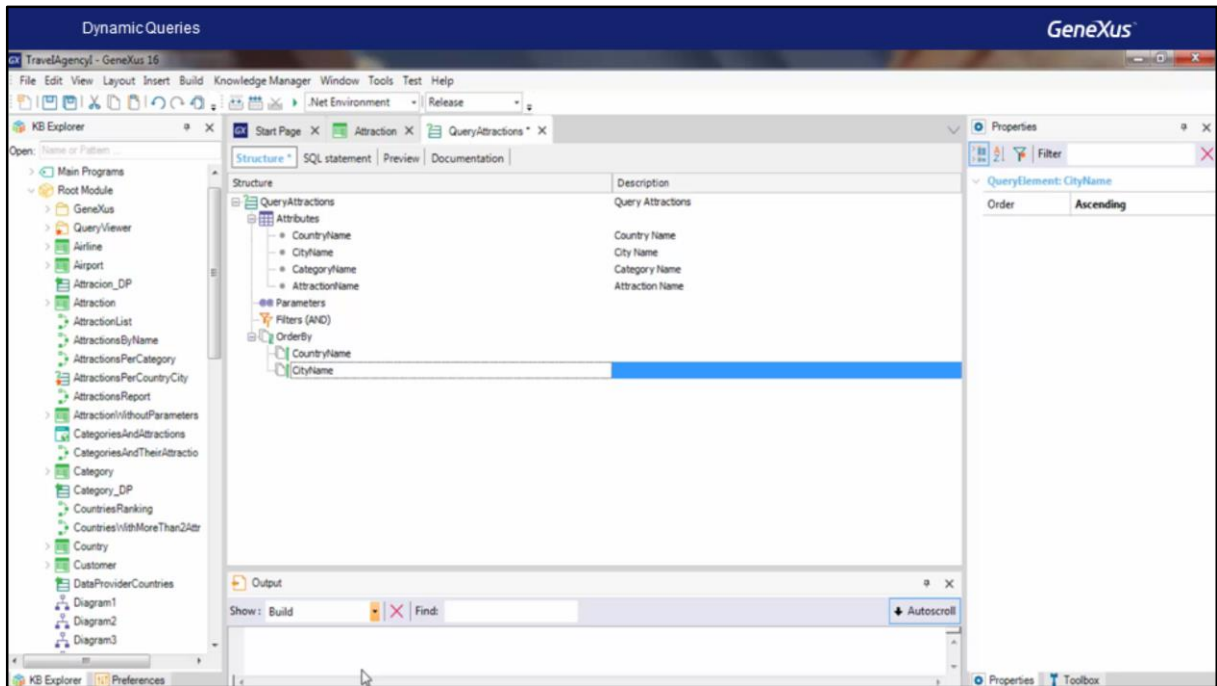 Dynamic Queries
GeneXus
TravelAgencyI - GeneXus 16
File Edit View Layout Insert Build Knowledge Manager Window Tools Test Help
.Net Environment Release
KB Explorer
Open: Name or Pattern ...
Main Programs
Root Module
GeneXus
QueryViewer
Airline
Airport
Attracion_DP
Attraction
AttractionList
AttractionsByName
AttractionsPerCategory
AttractionsPerCountryCity
AttractionsReport
AttractionWithoutParameters
CategoriesAndAttractions
CategoriesAndTheirAttractio
Category
Category_DP
CountriesRanking
CountriesWithMoreThan2Attr
Country
Customer
DataProviderCountries
Diagram1
Diagram2
Diagram3
KB Explorer Preferences
Start Page X Attraction X QueryAttractions * X
Structure * SQL statement Preview Documentation
Structure Description
QueryAttractions Query Attractions
Attributes
CountryName Country Name
CityName City Name
CategoryName Category Name
AttractionName Attraction Name
Parameters
Filters (AND)
OrderBy
CountryName
CityName
Output
Show: Build Find: Autoscroll
Properties
Filter
QueryElement: CityName
Order Ascending
Properties Toolbox